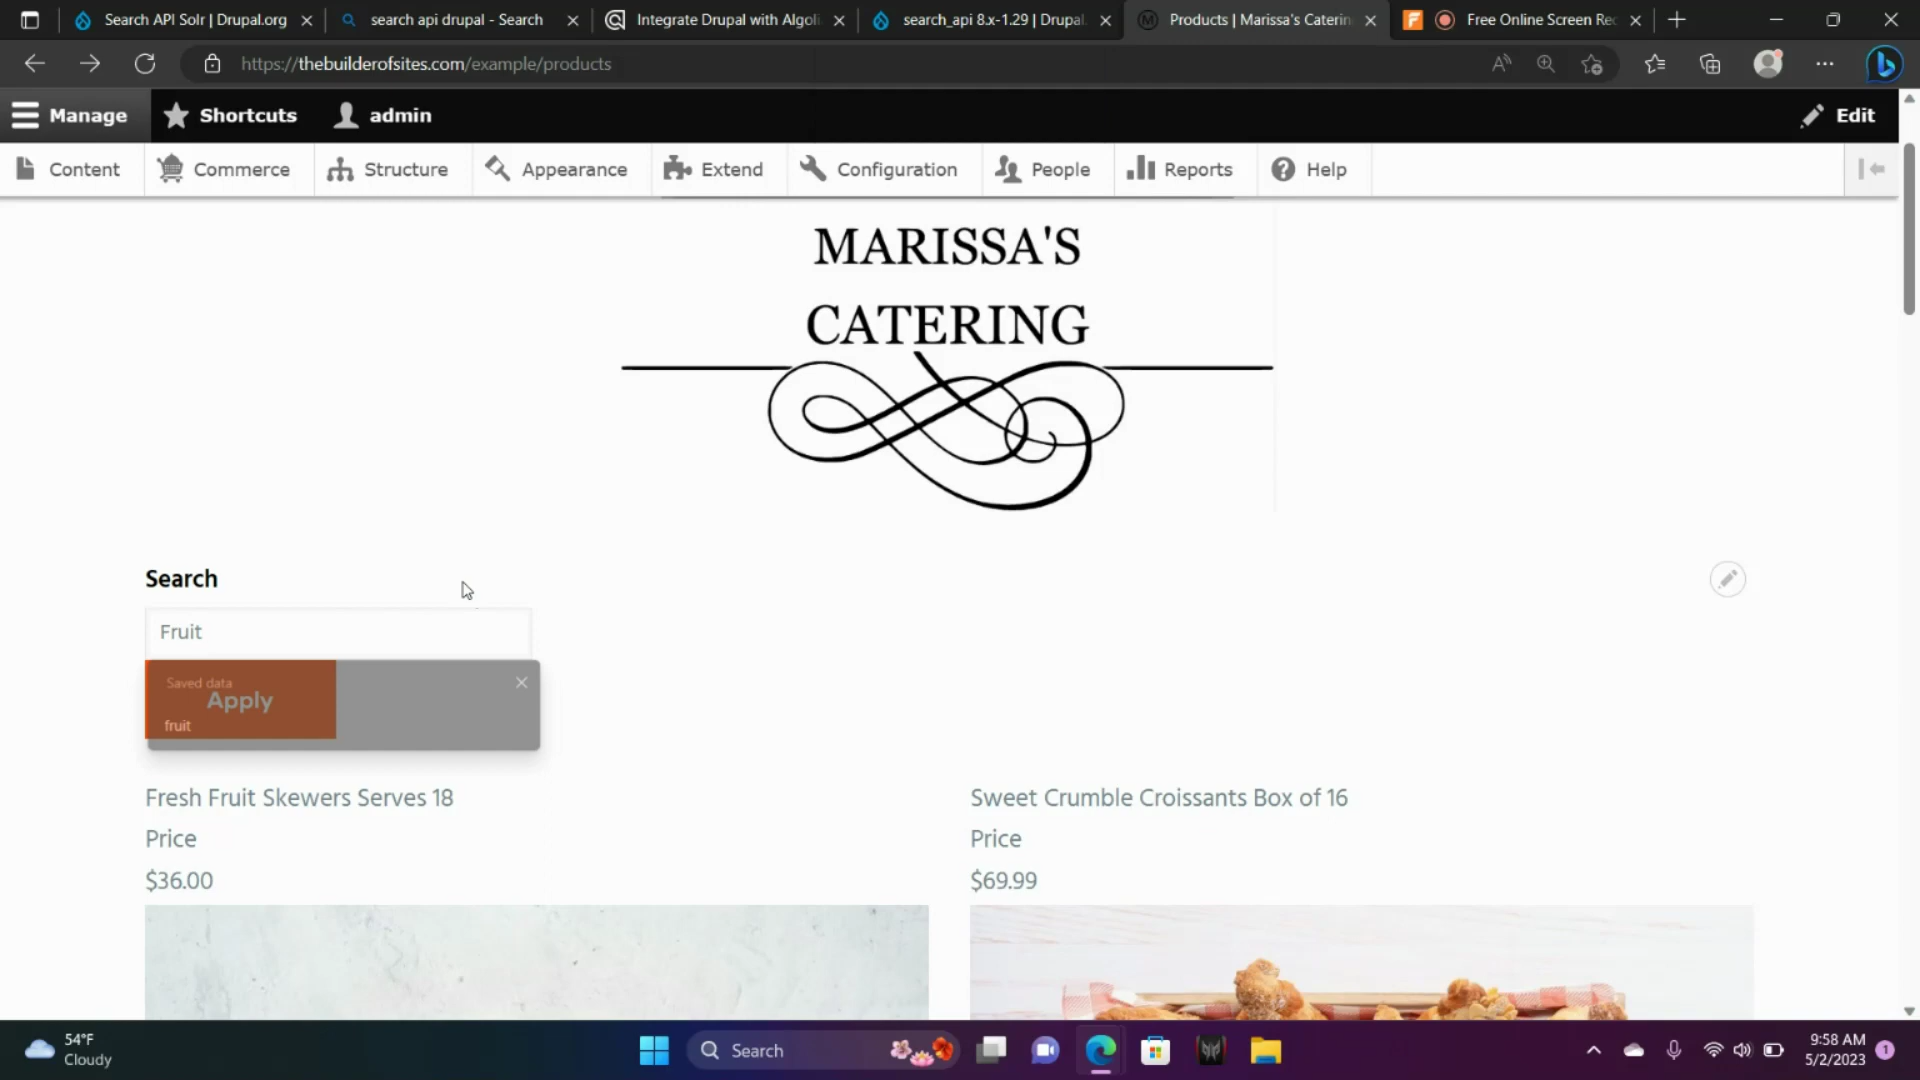 Search API Solr | Drupal.org
search api drupal - Search
Integrate Drupal with Algoli
search_api 8.x-1.29 | Drupal.
Products | Marissa's Caterin
Free Online Screen Rec
https://thebuilderofsites.com/example/products
Manage
Shortcuts
admin
Edit
Content
Commerce
Structure
Appearance
Extend
Configuration
People
Reports
Help
MARISSA'S
CATERING
Search
Fruit
Saved data
Apply
fruit
Fresh Fruit Skewers Serves 18
Price
$36.00
Sweet Crumble Croissants Box of 16
Price
$69.99
54°F
Cloudy
Search
9:58 AM
5/2/2023
1